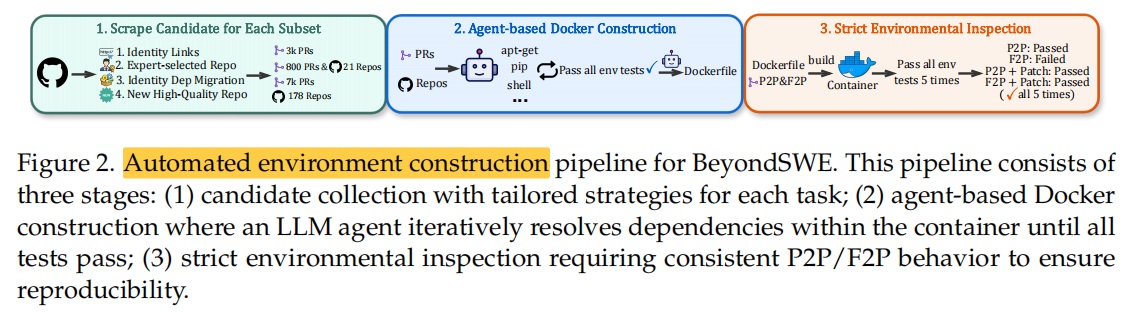 1. Scrape Candidate for Each Subset
1. Identity Links
2. Expert-selected Repo
3. Identity Dep Migration
4. New High-Quality Repo
3k PRs
800 PRs & 21 Repos
7k PRs
178 Repos
2. Agent-based Docker Construction
PRs
Repos
apt-get
pip
shell
...
Pass all env tests ✓
Dockerfile
3. Strict Environmental Inspection
Dockerfile
P2P&F2P
build
Container
Pass all env
tests 5 times
P2P: Passed
F2P: Failed
P2P + Patch: Passed
F2P + Patch: Passed
(✓all 5 times)
Figure 2. Automated environment construction pipeline for BeyondSWE. This pipeline consists of
three stages: (1) candidate collection with tailored strategies for each task; (2) agent-based Docker
construction where an LLM agent iteratively resolves dependencies within the container until all
tests pass; (3) strict environmental inspection requiring consistent P2P/F2P behavior to ensure
reproducibility.